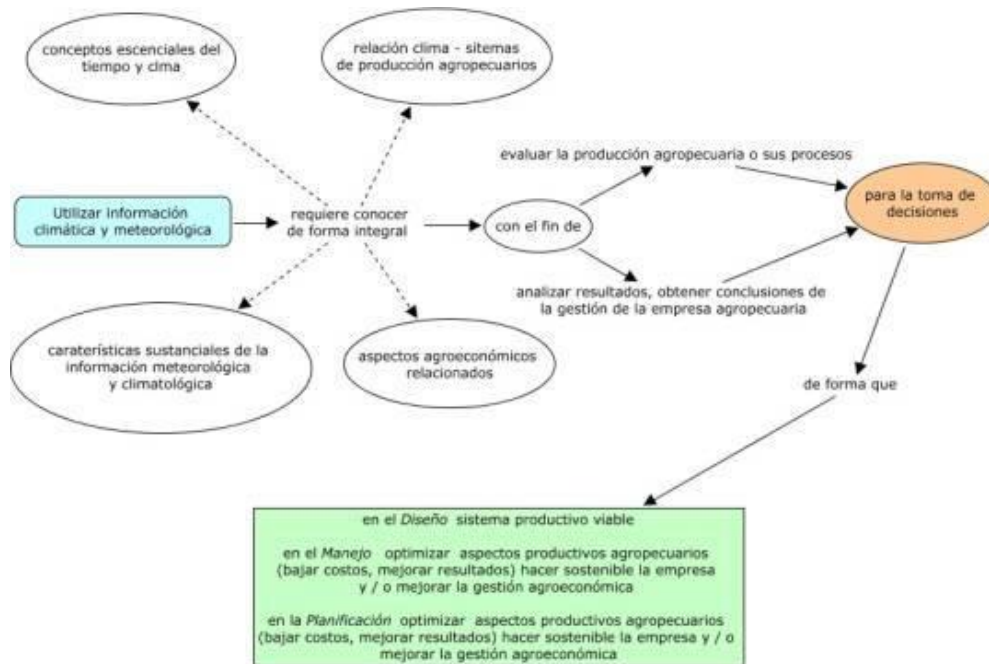 conceptos escenciales del
tiempo y clima
relación clima - sitemas
de producción agropecuarios
evaluar la producción agropecuaria o sus procesos
para la toma de
decisiones
Utilizar información
climática y meteorológica
requiere conocer
de forma integral
con el fin de
analizar resultados, obtener conclusiones de
la gestión de la empresa agropecuaria
caraterísticas sustanciales de la
información meteorológica
y climatológica
aspectos agroeconómicos
relacionados
de forma que
en el Diseño sistema productivo viable
en el Manejo optimizar aspectos productivos agropecuarios
(bajar costos, mejorar resultados) hacer sostenible la empresa
y / o mejorar la gestión agroeconómica
en la Planificación optimizar aspectos productivos agropecuarios
(bajar costos, mejorar resultados) hacer sostenible la empresa y / o
mejorar la gestión agroeconómica